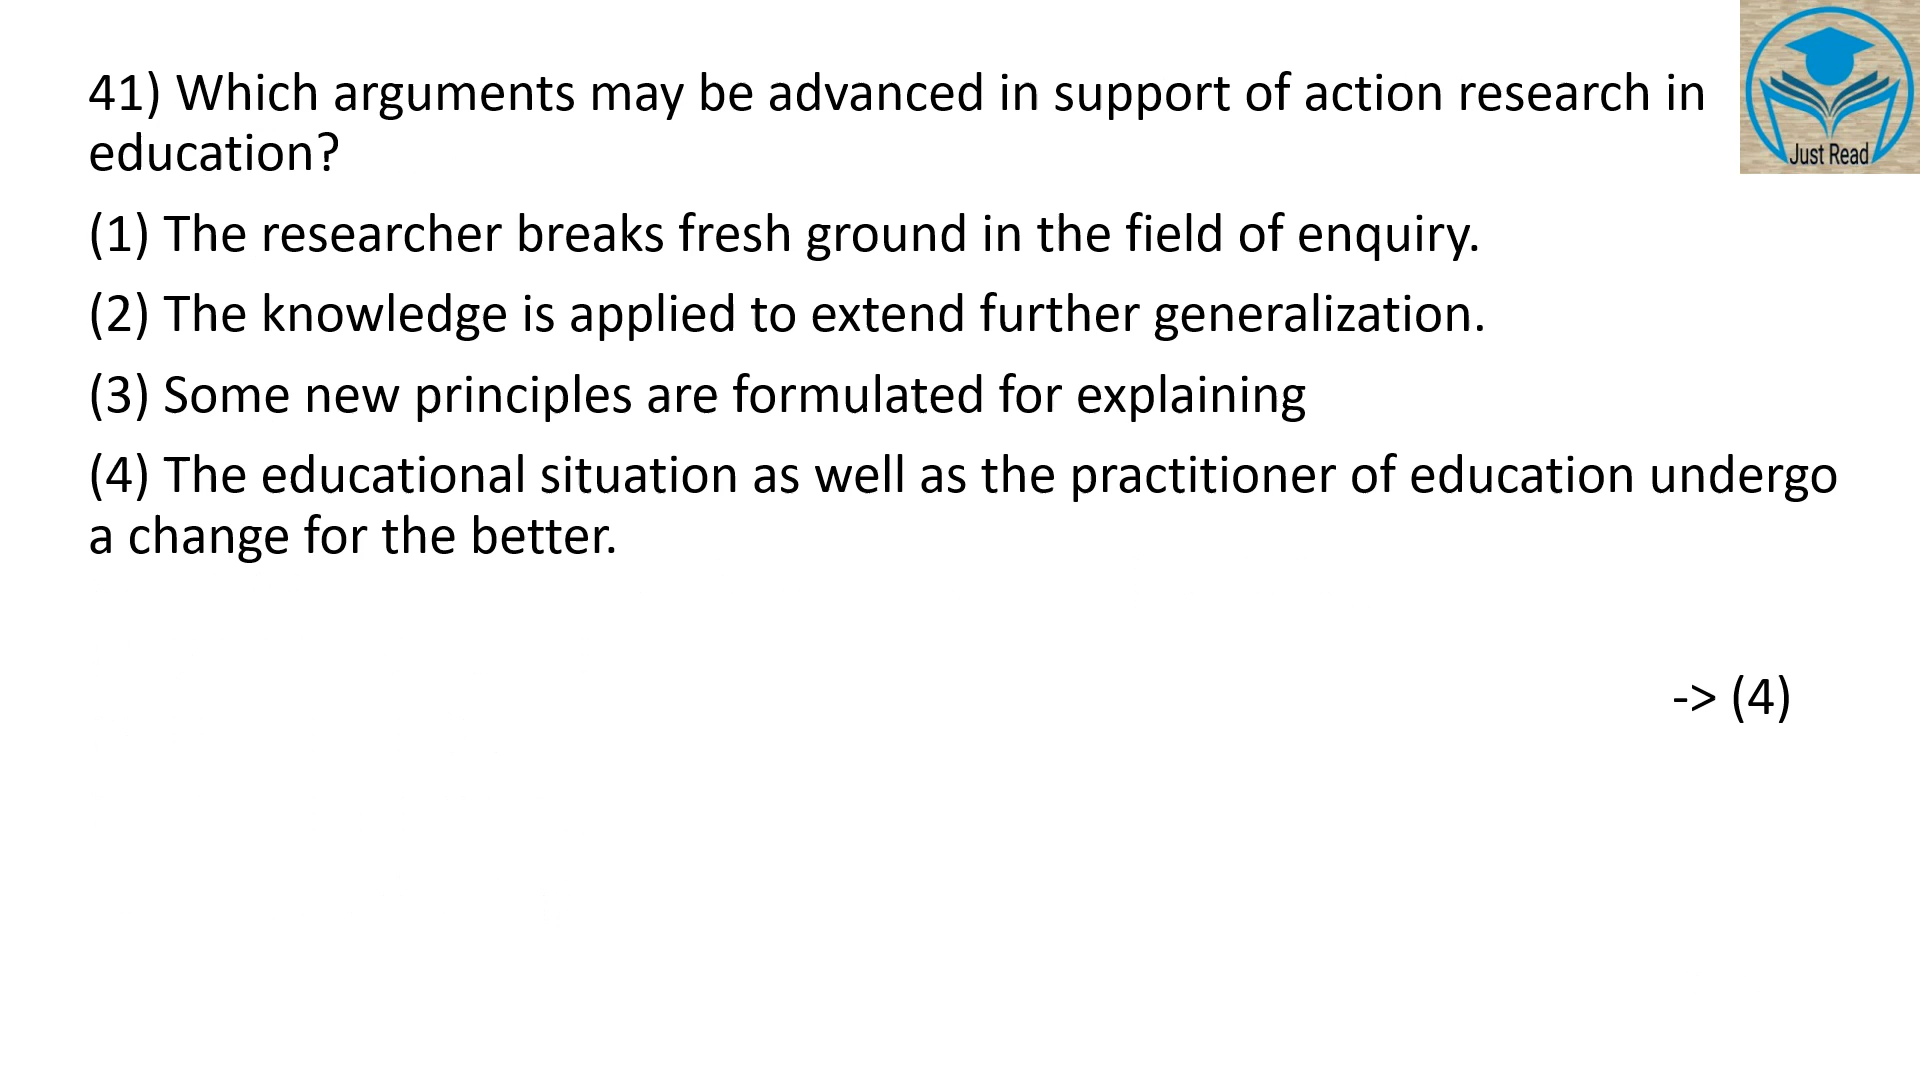 41) Which arguments may be advanced in support of action research in
education?
(1) The researcher breaks fresh ground in the field of enquiry.
(2) The knowledge is applied to extend further generalization.
(3) Some new principles are formulated for explaining
(4) The educational situation as well as the practitioner of education undergo
a change for the better.
-> (4)
Just Read